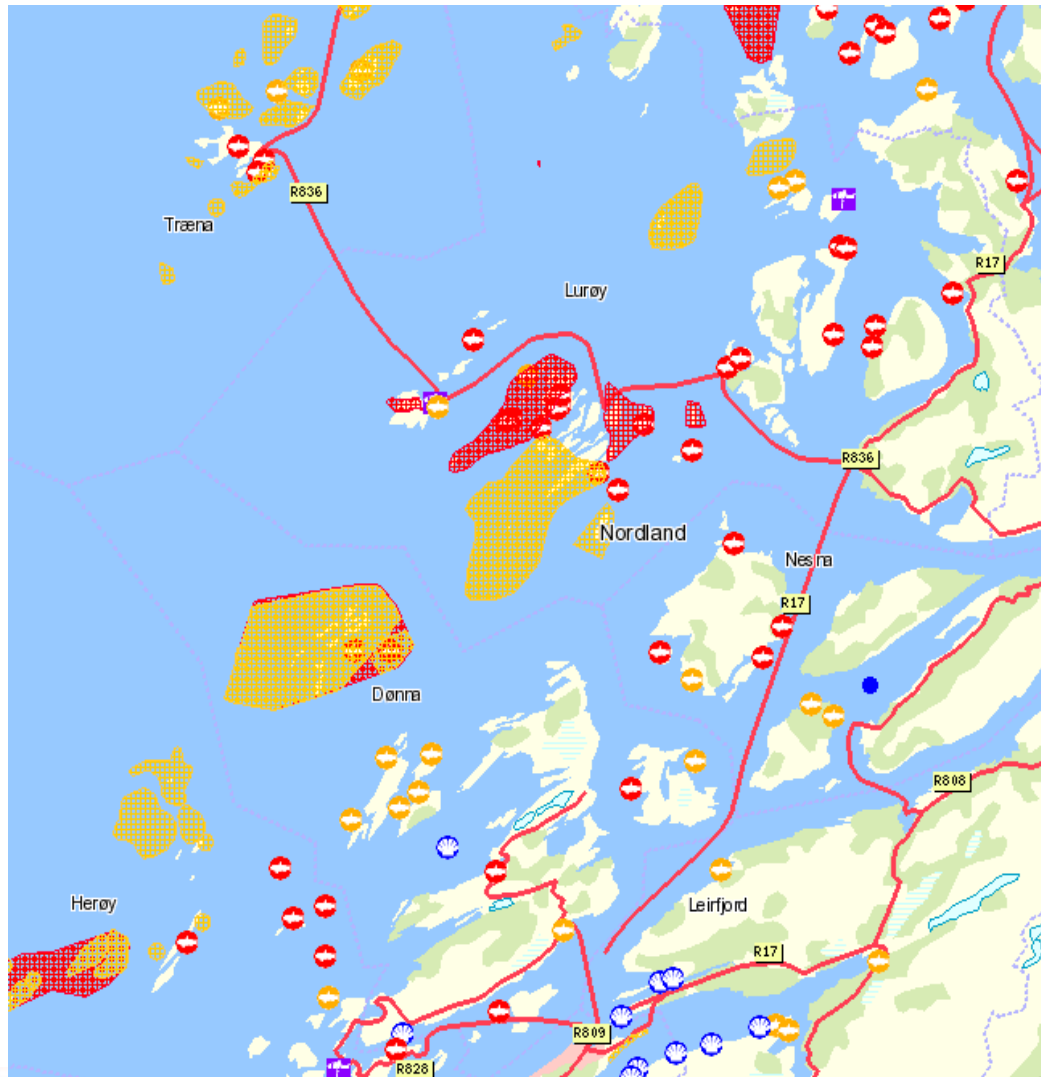 R836
Træna
R17
Lurøy
R836
Nordland
Nesna
R17
Dønna
R808
Herøy
Leirfjord
R17
R809
R828